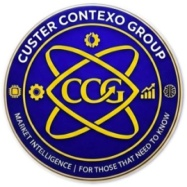 CUSTER CONTEXO GROUP
CCG
MARKET INTELLIGENCE | FOR THOSE THAT NEED TO KNOW